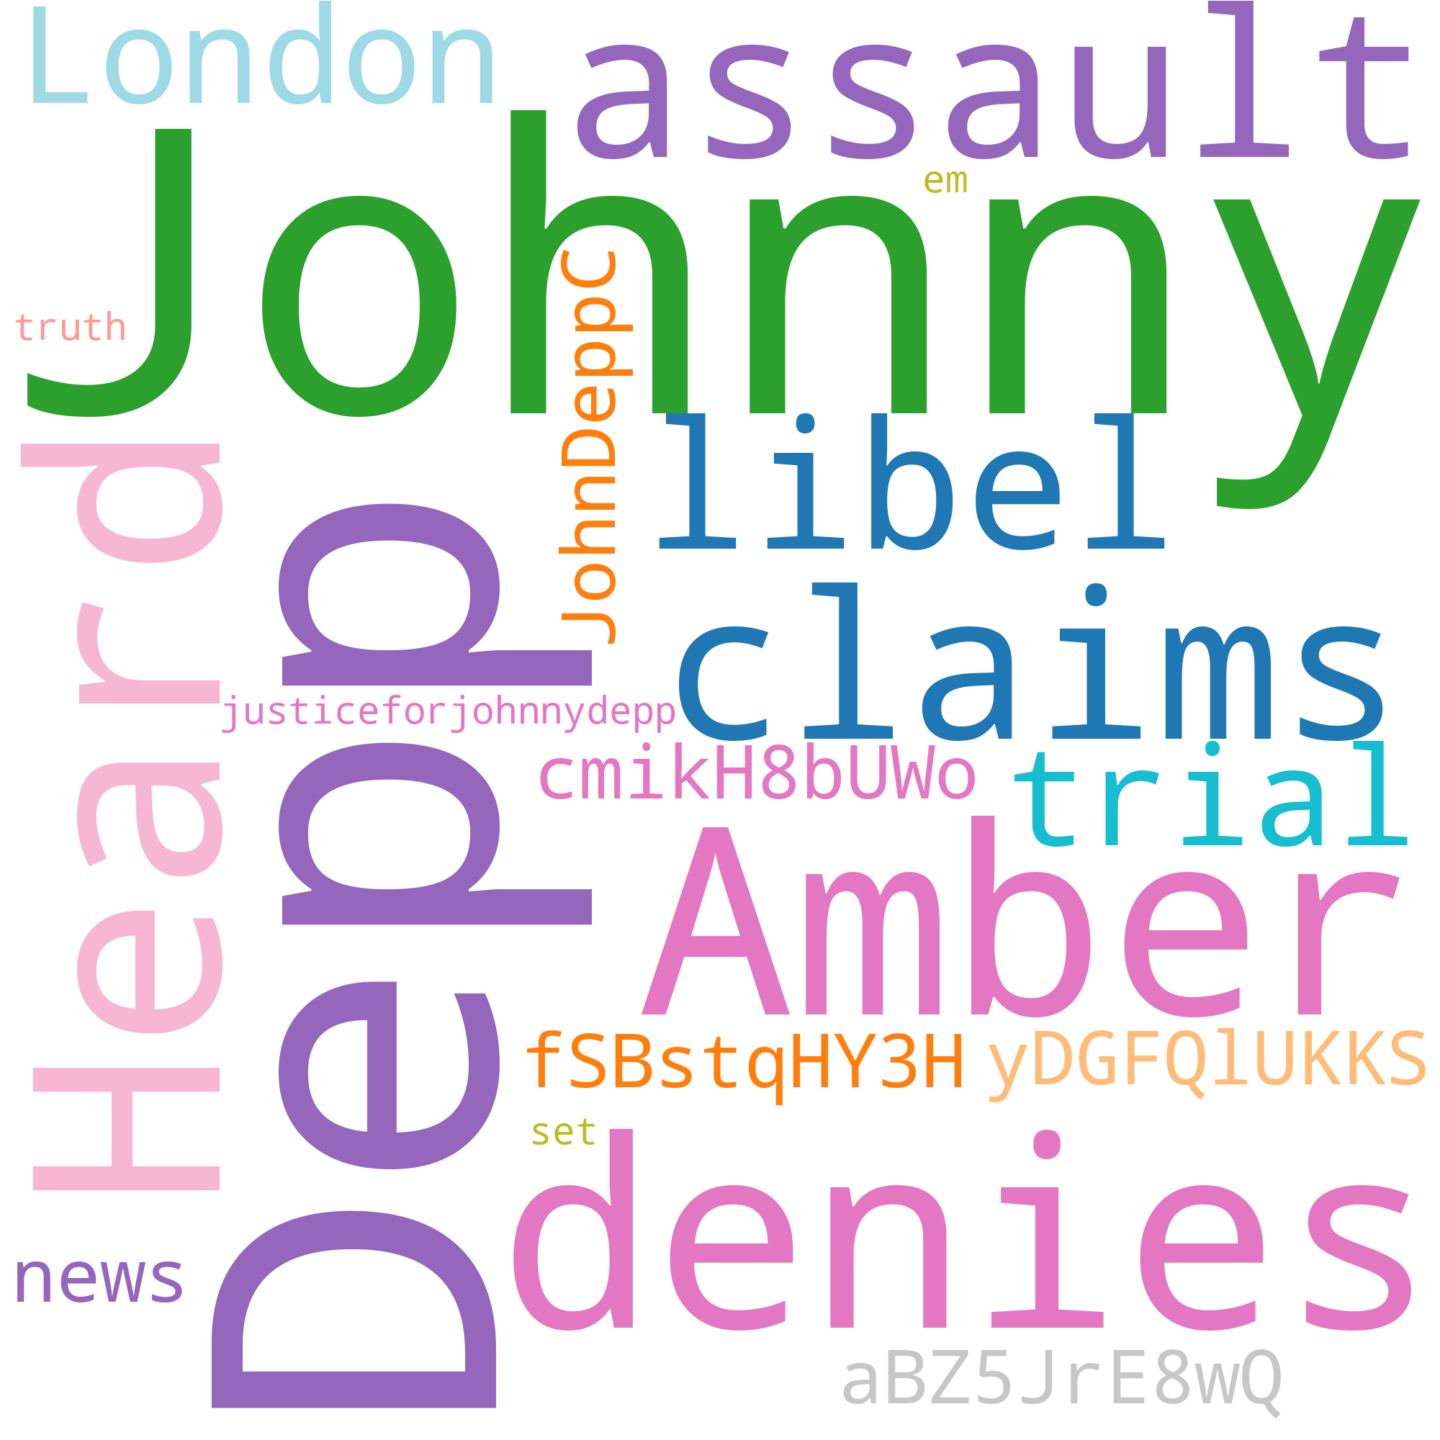 London
assault
em
Johnny
JohnDeppC
truth
libel
Heard
Depp
claims
justiceforjohnnydepp
cmikH8bUWo
trial
Amber
fSBstqHY3H
yDGFQlUKKS
set
denies
news
aBZ5JrE8wQ